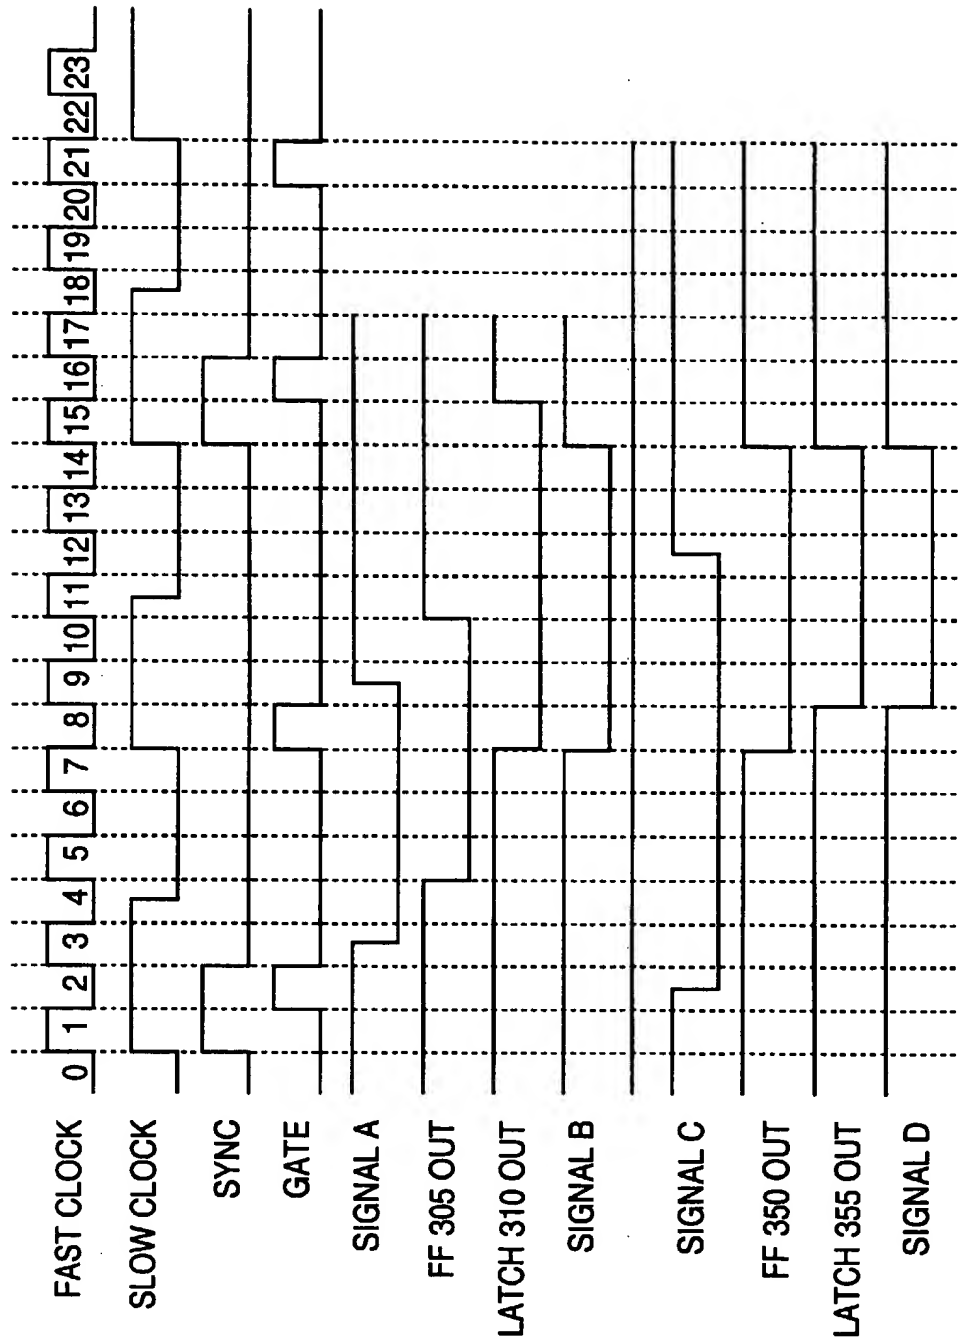 FAST CLOCK 0 1 2 3 4 5 6 7 8 9 10 11 12 13 14 15 16 17 18 19 20 21 22 23
SLOW CLOCK
SYNC
GATE
SIGNAL A
FF 305 OUT
LATCH 310 OUT
SIGNAL B
SIGNAL C
FF 350 OUT
LATCH 355 OUT
SIGNAL D